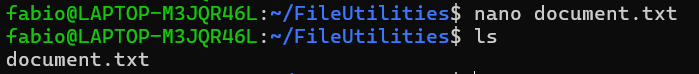 fabio@LAPTOP-M3JQR46L:~/FileUtilities$ nano document.txt
fabio@LAPTOP-M3JQR46L:~/FileUtilities$ ls
document.txt